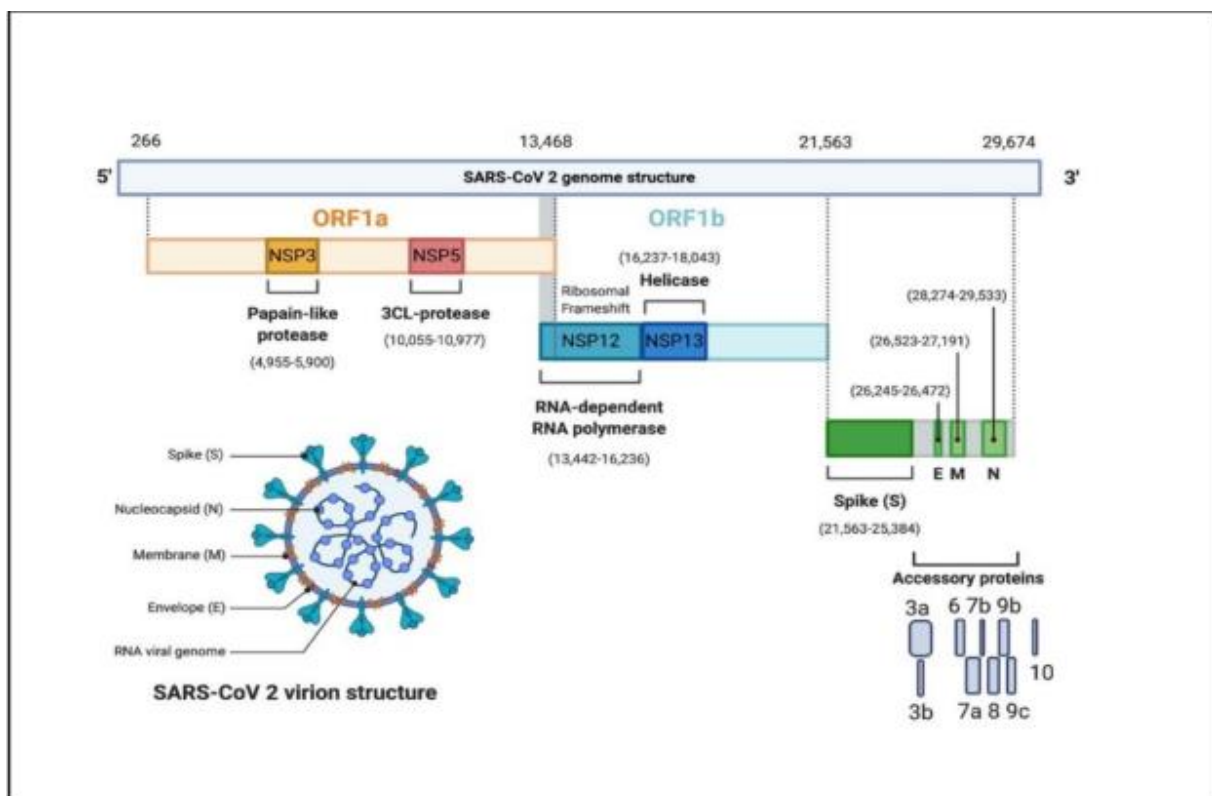 266 13,468 21,563 29,674
5' SARS-CoV 2 genome structure 3'
ORF1a ORF1b
NSP3 NSP5
(16,237-18,043)
Helicase
Papain-like
protease
(4,955-5,900)
3CL-protease
(10,055-10,977)
Ribosomal
Frameshift
NSP12 NSP13
RNA-dependent
RNA polymerase
(13,442-16,236)
(28,274-29,533)
(26,523-27,191)
(26,245-26,472)
E M N
Spike (S)
(21,563-25,384)
Accessory proteins
3a 6 7b 9b
10
3b 7a 8 9c
Spike (S)
Nucleocapsid (N)
Membrane (M)
Envelope (E)
RNA viral genome
SARS-CoV 2 virion structure